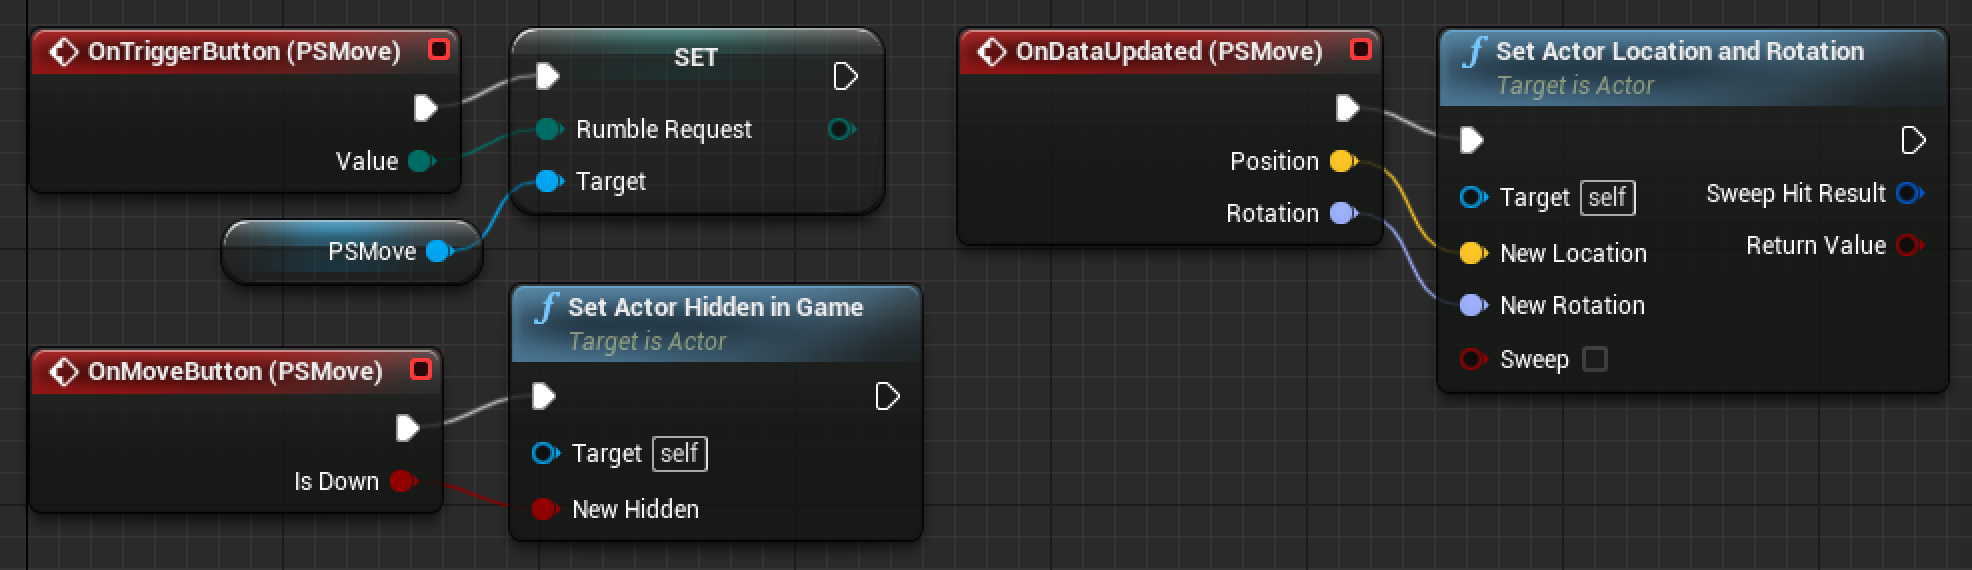 OnTriggerButton (PSMove)
Value
SET
Rumble Request
Target
PSMove
OnMoveButton (PSMove)
Is Down
f Set Actor Hidden in Game
Target is Actor
Target self
New Hidden
OnDataUpdated (PSMove)
Position
Rotation
f Set Actor Location and Rotation
Target is Actor
Target self Sweep Hit Result
New Location Return Value
New Rotation
Sweep